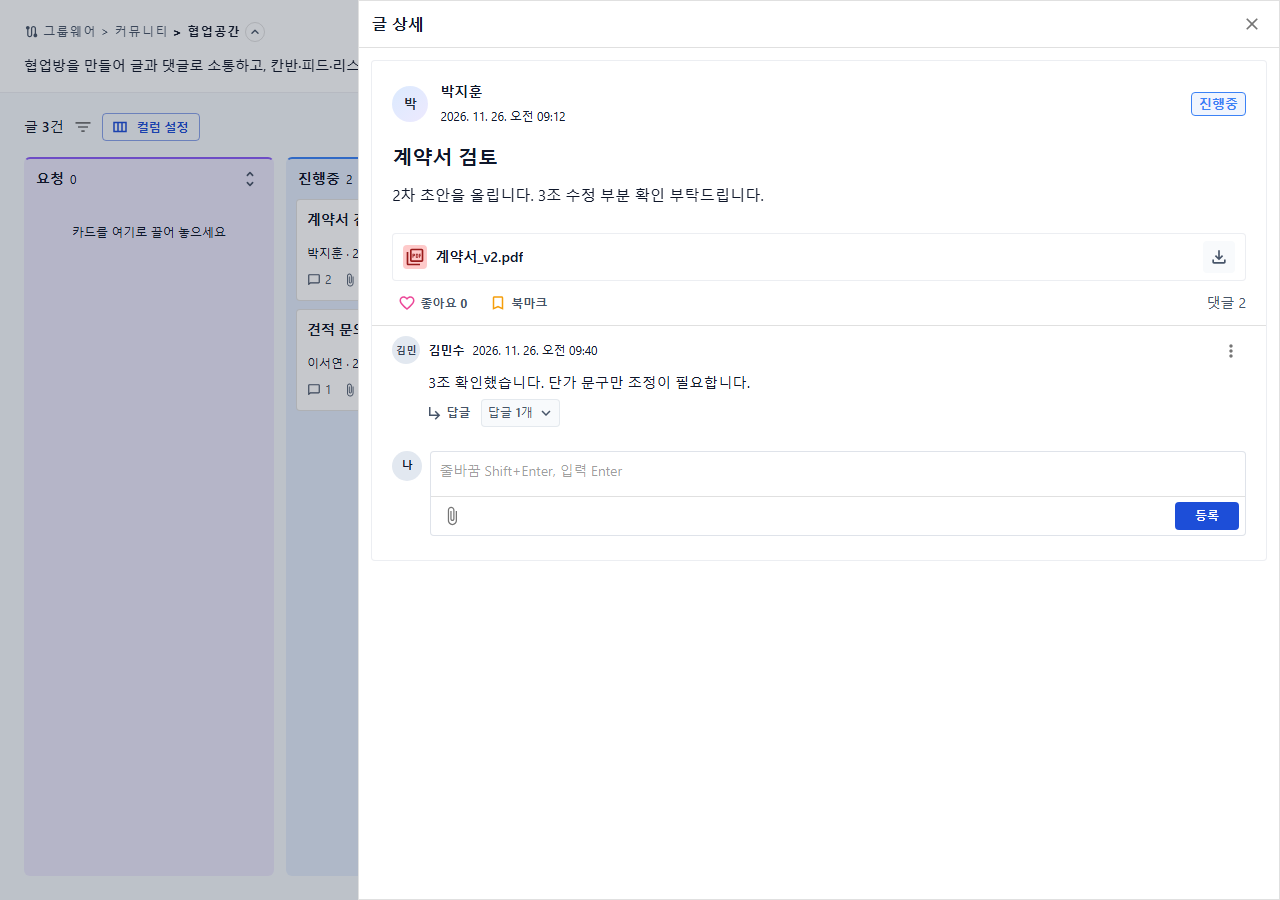 그룹웨어 > 커뮤니티 > 협업공간
협업방을 만들어 글과 댓글로 소통하고, 칸반·피드·리스
글 3건
컬럼 설정
요청 0
카드를 여기로 끌어 놓으세요
진행중 2
계약서
박지훈 · 2
2
견적 문의
이서연 · 2
1
글 상세
박
박지훈
2026. 11. 26. 오전 09:12
진행중
계약서 검토
2차 초안을 올립니다. 3조 수정 부분 확인 부탁드립니다.
PDF
계약서_v2.pdf
좋아요 0
북마크
댓글 2
김민
김민수 2026. 11. 26. 오전 09:40
3조 확인했습니다. 단가 문구만 조정이 필요합니다.
답글
답글 1개
나
줄바꿈 Shift+Enter, 입력 Enter
등록